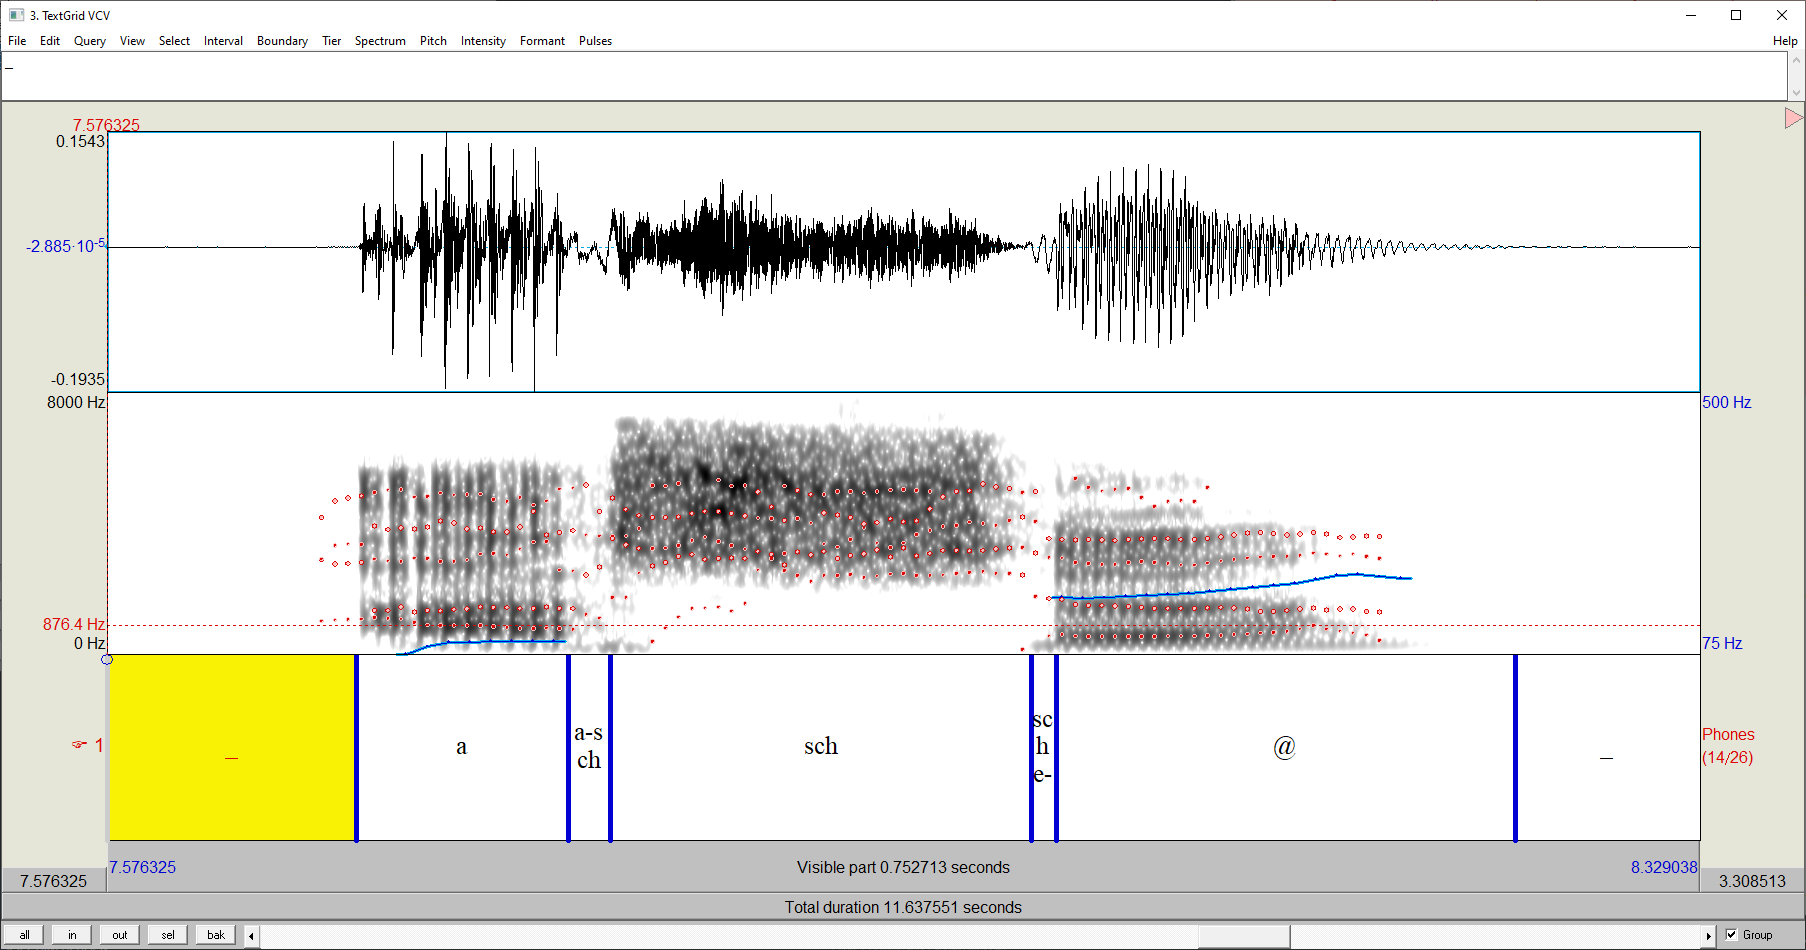 3. TextGrid VCV
File Edit Query View Select Interval Boundary Tier Spectrum Pitch Intensity Formant Pulses Help
_
7.576325
0.1543
-2.885·10⁻⁵
-0.1935
8000 Hz 500 Hz
876.4 Hz
0 Hz 75 Hz
☞ 1
_
a
a-s
ch
sch
sc
h
e-
@
_
Phones
(14/26)
7.576325 Visible part 0.752713 seconds 8.329038
7.576325 3.308513
Total duration 11.637551 seconds
all in out sel bak Group